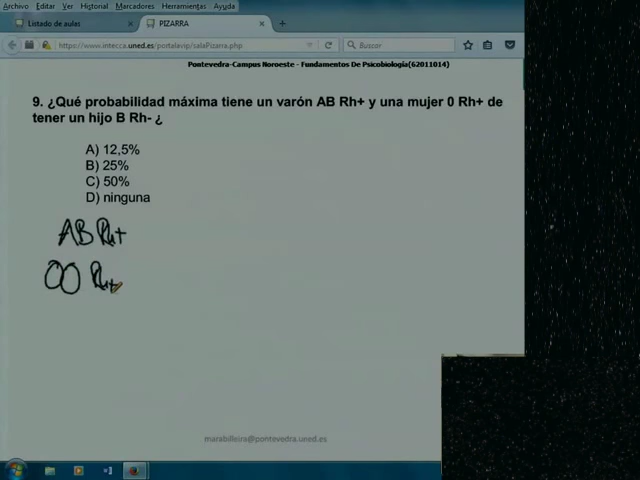 Archivo Editar Ver Historial Marcadores Herramientas Ayuda
Listado de aulas
PIZARRA
https://www.intecca.uned.es/portalavip/salaPizarra.php
Buscar
Pontevedra-Campus Noroeste - Fundamentos De Psicobiología(62011014)
9. ¿Qué probabilidad máxima tiene un varón AB Rh+ y una mujer 0 Rh+ de
tener un hijo B Rh- ¿
A) 12,5%
B) 25%
C) 50%
D) ninguna
AB Rh+
OO Rh+
marabilleira@pontevedra.uned.es